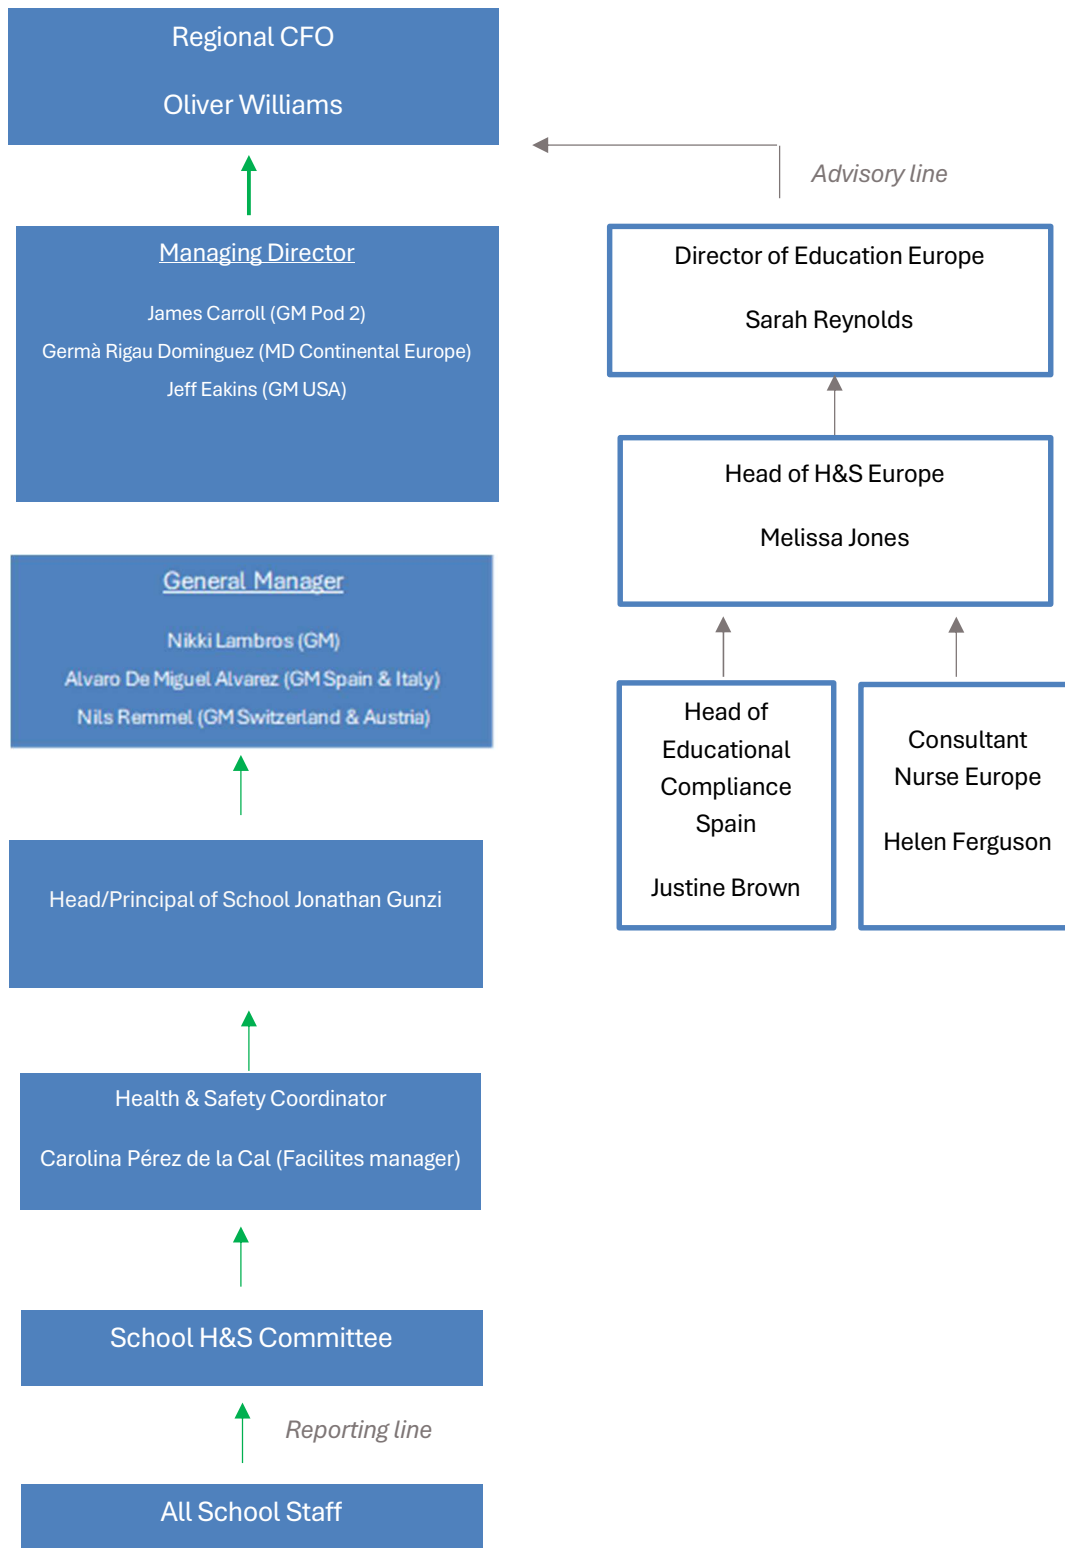 Regional CFO
Oliver Williams
Advisory line
Managing Director
James Carroll (GM Pod 2)
Germà Rigau Dominguez (MD Continental Europe)
Jeff Eakins (GM USA)
Director of Education Europe
Sarah Reynolds
Head of H&S Europe
Melissa Jones
General Manager
Nikki Lambros (GM)
Alvaro De Miguel Alvarez (GM Spain & Italy)
Nils Remmel (GM Switzerland & Austria)
Head of
Educational
Compliance
Spain
Justine Brown
Consultant
Nurse Europe
Helen Ferguson
Head/Principal of School Jonathan Gunzi
Health & Safety Coordinator
Carolina Pérez de la Cal (Facilites manager)
School H&S Committee
Reporting line
All School Staff